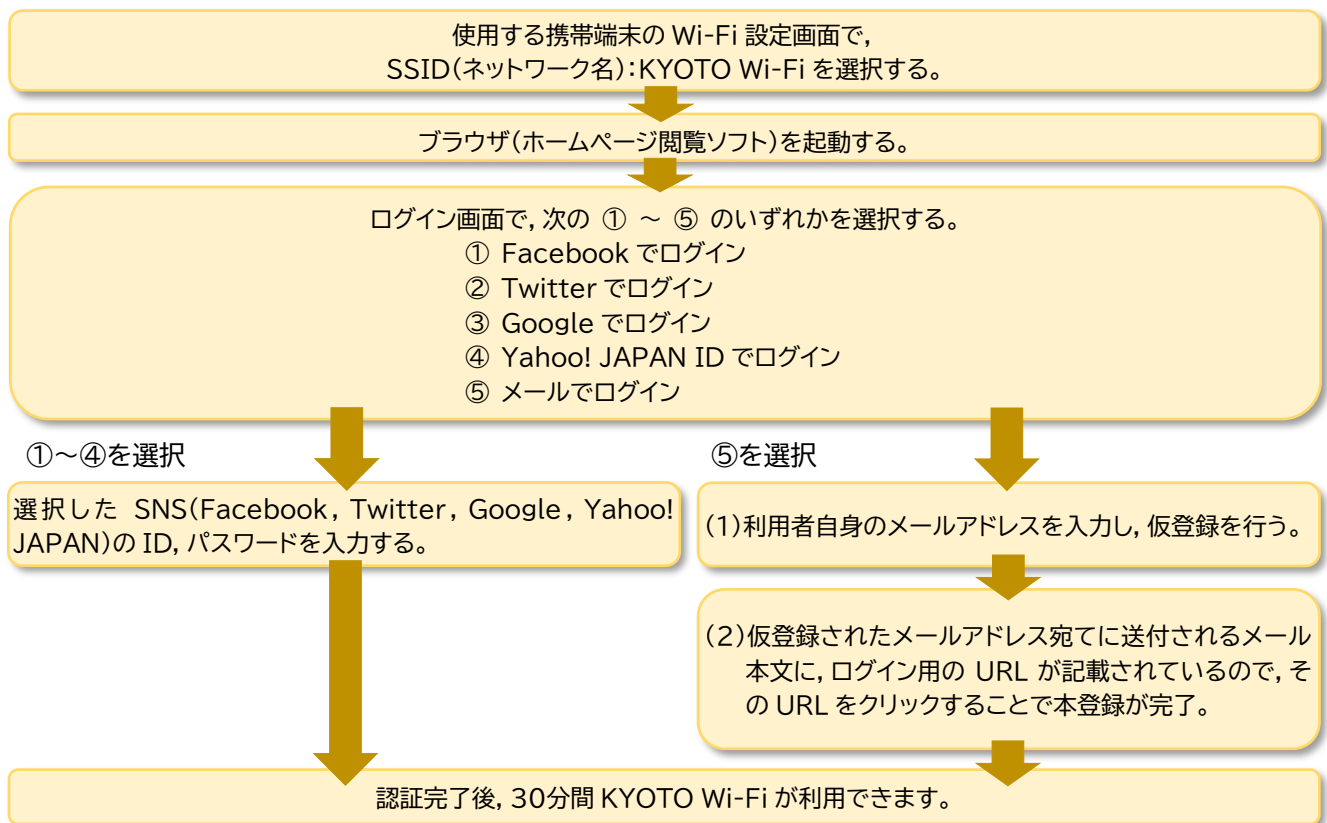 使用する携帯端末の Wi-Fi 設定画面で,
SSID(ネットワーク名):KYOTO Wi-Fi を選択する。
ブラウザ(ホームページ閲覧ソフト)を起動する。
ログイン画面で,次の ① ~ ⑤ のいずれかを選択する。
① Facebook でログイン
② Twitter でログイン
③ Google でログイン
④ Yahoo! JAPAN ID でログイン
⑤ メールでログイン
①~④を選択
選択した SNS(Facebook, Twitter, Google, Yahoo!
JAPAN)の ID,パスワードを入力する。
⑤を選択
(1)利用者自身のメールアドレスを入力し,仮登録を行う。
(2)仮登録されたメールアドレス宛てに送付されるメール
本文に,ログイン用の URL が記載されているので,そ
の URL をクリックすることで本登録が完了。
認証完了後,30分間 KYOTO Wi-Fi が利用できます。